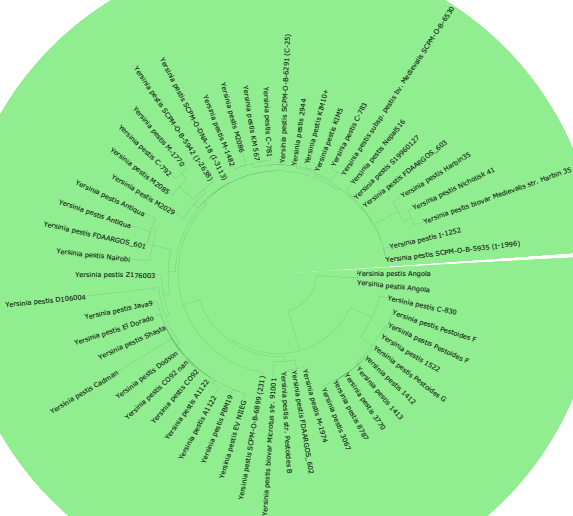 Yersinia pestis subsp. pestis bv. Medievalis SCPM-O-B-6530
Yersinia pestis SCPM-O-B-6291 (C-25)
Yersinia pestis 2944
Yersinia pestis KIM10+
Yersinia pestis KIM5
Yersinia pestis C-783
Yersinia pestis Nepal516
Yersinia pestis S19960127
Yersinia pestis FDAARGOS_603
Yersinia pestis Harbin35
Yersinia pestis Nicholisk 41
Yersinia pestis biovar Medievalis str. Harbin 35
Yersinia pestis I-1252
Yersinia pestis SCPM-O-B-5935 (I-1996)
Yersinia pestis Angola
Yersinia pestis Angola
Yersinia pestis C-830
Yersinia pestis Pestoides F
Yersinia pestis Pestoides F
Yersinia pestis 1522
Yersinia pestis Pestoides G
Yersinia pestis 1412
Yersinia pestis 1413
Yersinia pestis 3770
Yersinia pestis 8787
Yersinia pestis 3067
Yersinia pestis M-1974
Yersinia pestis FDAARGOS_602
Yersinia pestis str. Pestoides B
Yersinia pestis biovar Microtus str. 91001
Yersinia pestis SCPM-O-B-6899 (231)
Yersinia pestis EV NIIEG
Yersinia pestis PBM19
Yersinia pestis A1122
Yersinia pestis A1122
Yersinia pestis CO92
Yersinia pestis CO92 nan
Yersinia pestis Dodson
Yersinia pestis Cadman
Yersinia pestis Shasta
Yersinia pestis El Dorado
Yersinia pestis Java9
Yersinia pestis D106004
Yersinia pestis Z176003
Yersinia pestis Nairobi
Yersinia pestis FDAARGOS_601
Yersinia pestis Antiqua
Yersinia pestis Antiqua
Yersinia pestis M2029
Yersinia pestis M2085
Yersinia pestis C-792
Yersinia pestis M-1770
Yersinia pestis SCPM-O-B-5942 (I-2638)
Yersinia pestis SCPM-O-DNA-18 (I-3113)
Yersinia pestis M-1482
Yersinia pestis M2086
Yersinia pestis KM 567
Yersinia pestis C-781